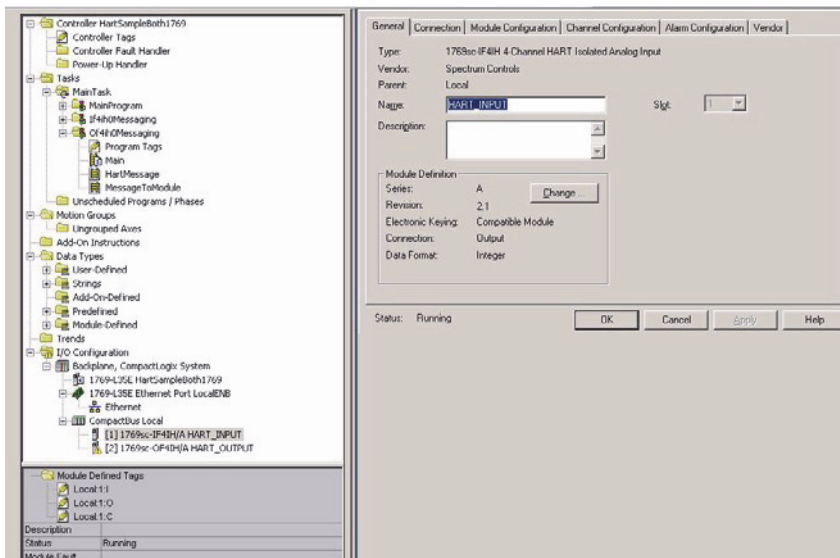 Controller HartSampleBoth1769
Controller Tags
Controller Fault Handler
Power-Up Handler
Tasks
MainTask
MainProgram
If4ih0Messaging
Of4ih0Messaging
Program Tags
Main
HartMessage
MessageToModule
Unscheduled Programs / Phases
Motion Groups
Ungrouped Axes
Add-On Instructions
Data Types
User-Defined
Strings
Add-On-Defined
Predefined
Module-Defined
Trends
I/O Configuration
Backplane, CompactLogix System
1769-L35E HartSampleBoth1769
1769-L35E Ethernet Port LocalENB
Ethernet
CompactBus Local
[1] 1769sc-IF4IH/A HART_INPUT
[2] 1769sc-OF4IH/A HART_OUTPUT
Module Defined Tags
Local:1:I
Local:1:O
Local:1:C
Description
Status Running
Module Fault
General Connection Module Configuration Channel Configuration Alarm Configuration Vendor
Type: 1769sc-IF4IH 4-Channel HART Isolated Analog Input
Vendor: Spectrum Controls
Parent: Local
Name: HART_INPUT Slot: 1
Description:
Module Definition
Series: A Change ...
Revision: 2.1
Electronic Keying: Compatible Module
Connection: Output
Data Format: Integer
Status: Running OK Cancel Apply Help